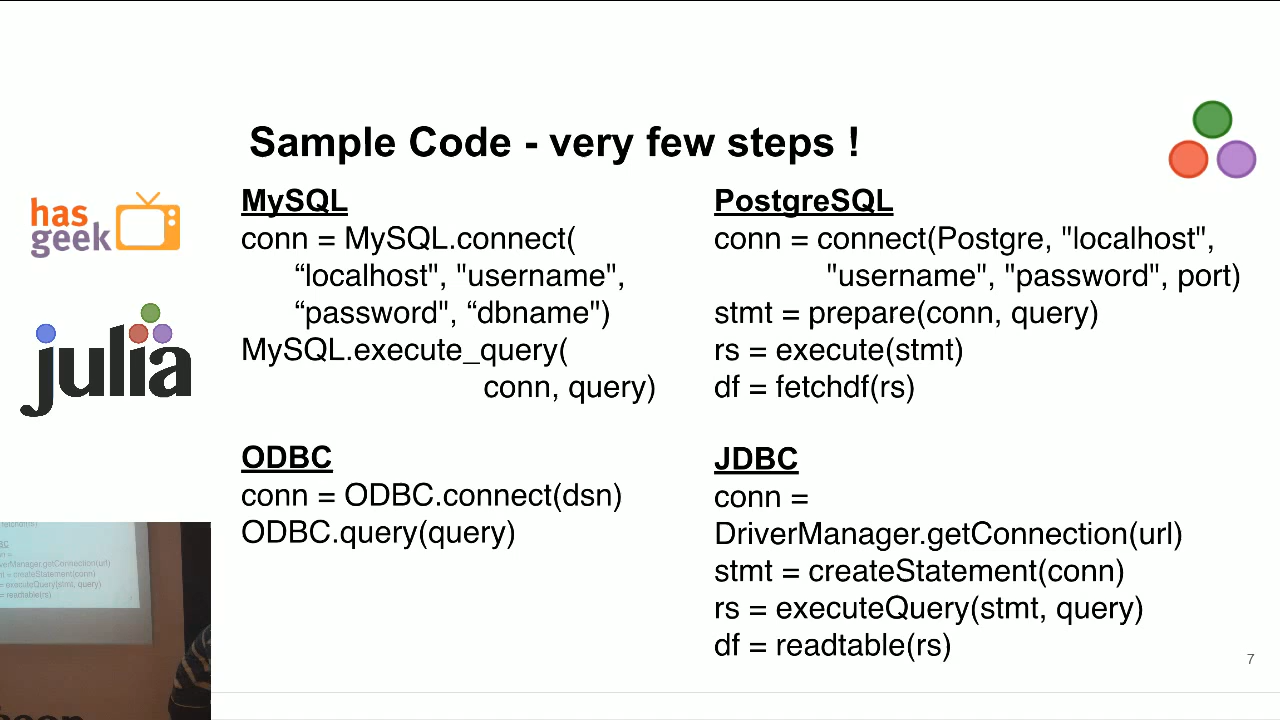 Sample Code - very few steps !
has
geek
julia
MySQL
conn = MySQL.connect(
“localhost", "username",
“password", “dbname")
MySQL.execute_query(
conn, query)
PostgreSQL
conn = connect(Postgre, "localhost",
"username", "password", port)
stmt = prepare(conn, query)
rs = execute(stmt)
df = fetchdf(rs)
ODBC
conn = ODBC.connect(dsn)
ODBC.query(query)
JDBC
conn =
DriverManager.getConnection(url)
stmt = createStatement(conn)
rs = executeQuery(stmt, query)
df = readtable(rs)
7